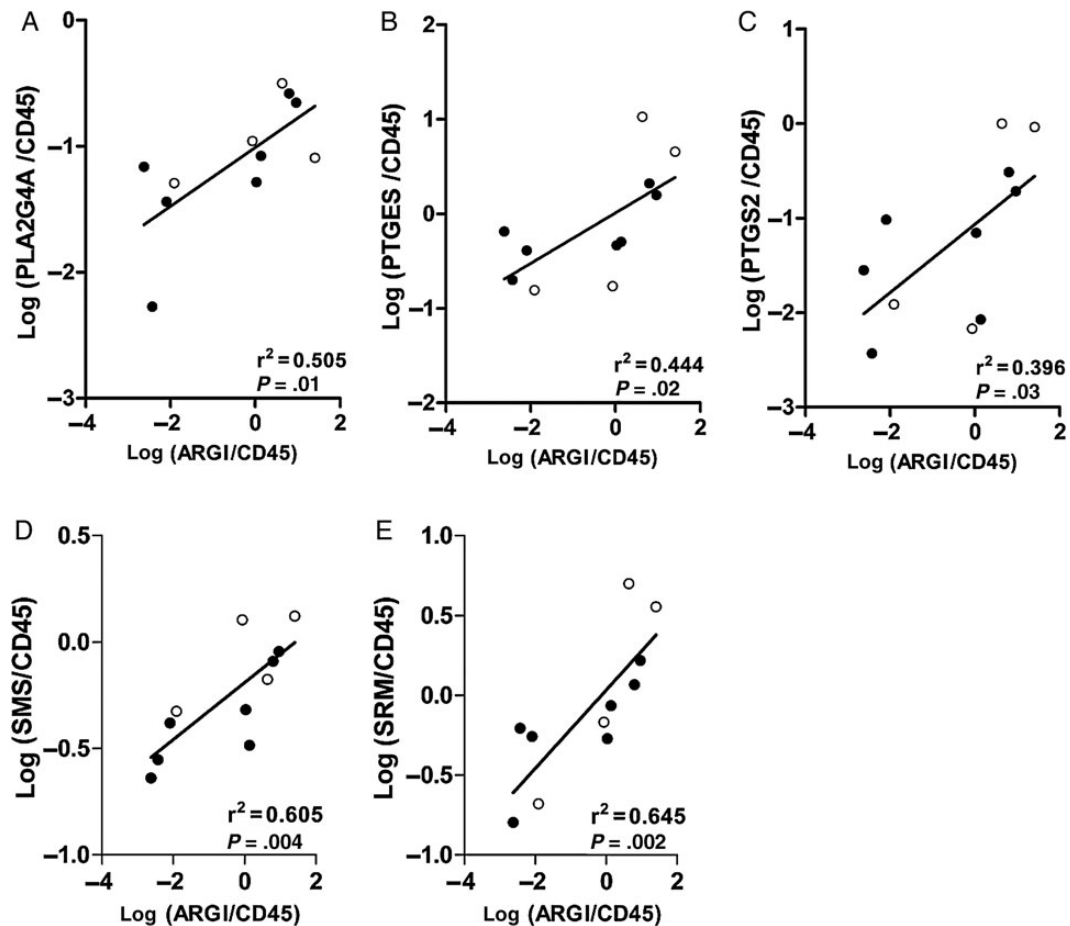 A
Log (PLA2G4A /CD45)
0
−1
−2
−3
r² = 0.505
P = .01
−4 −2 0 2
Log (ARGI/CD45)
B
Log (PTGES /CD45)
2
1
0
−1
−2
r² = 0.444
P = .02
−4 −2 0 2
Log (ARGI/CD45)
C
Log (PTGS2 /CD45)
1
0
−1
−2
−3
r² = 0.396
P = .03
−4 −2 0 2
Log (ARGI/CD45)
D
Log (SMS/CD45)
0.5
0.0
−0.5
−1.0
r² = 0.605
P = .004
−4 −2 0 2
Log (ARGI/CD45)
E
Log (SRM/CD45)
1.0
0.5
0.0
−0.5
−1.0
r² = 0.645
P = .002
−4 −2 0 2
Log (ARGI/CD45)